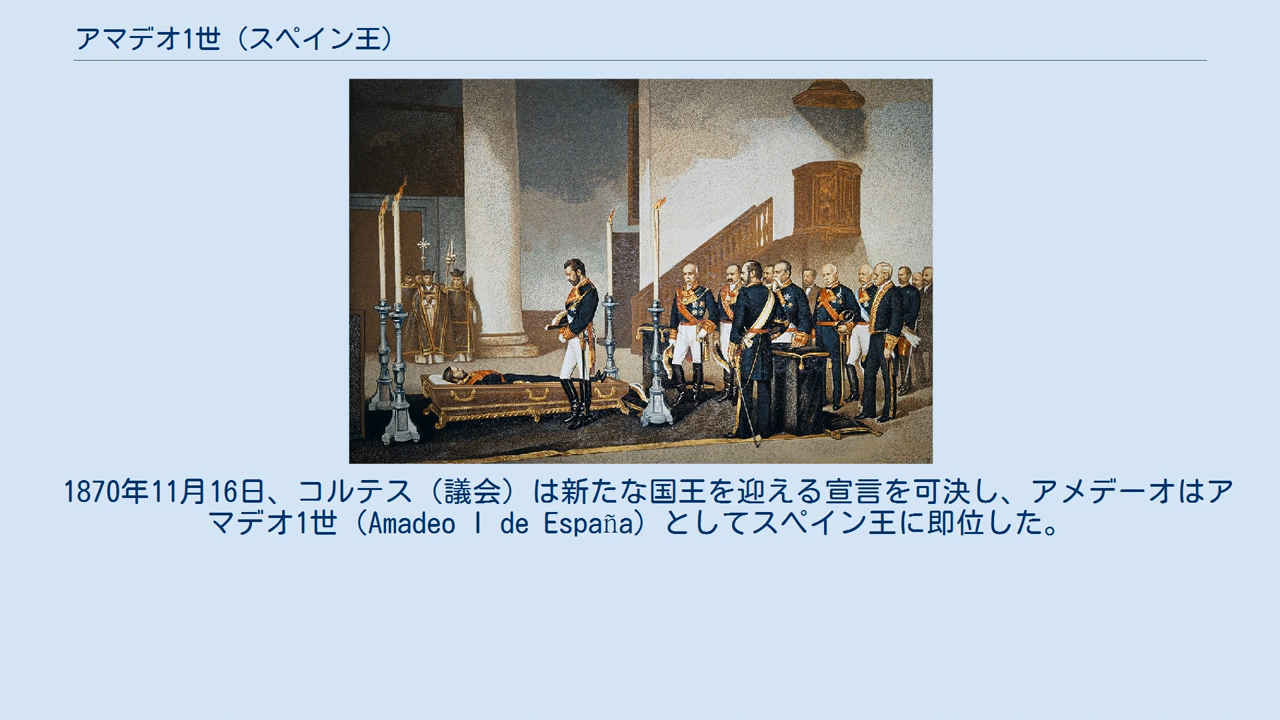 アマデオ1世（スペイン王）
1870年11月16日、コルテス（議会）は新たな国王を迎える宣言を可決し、アメデーオはア
マデオ1世（Amadeo I de España）としてスペイン王に即位した。